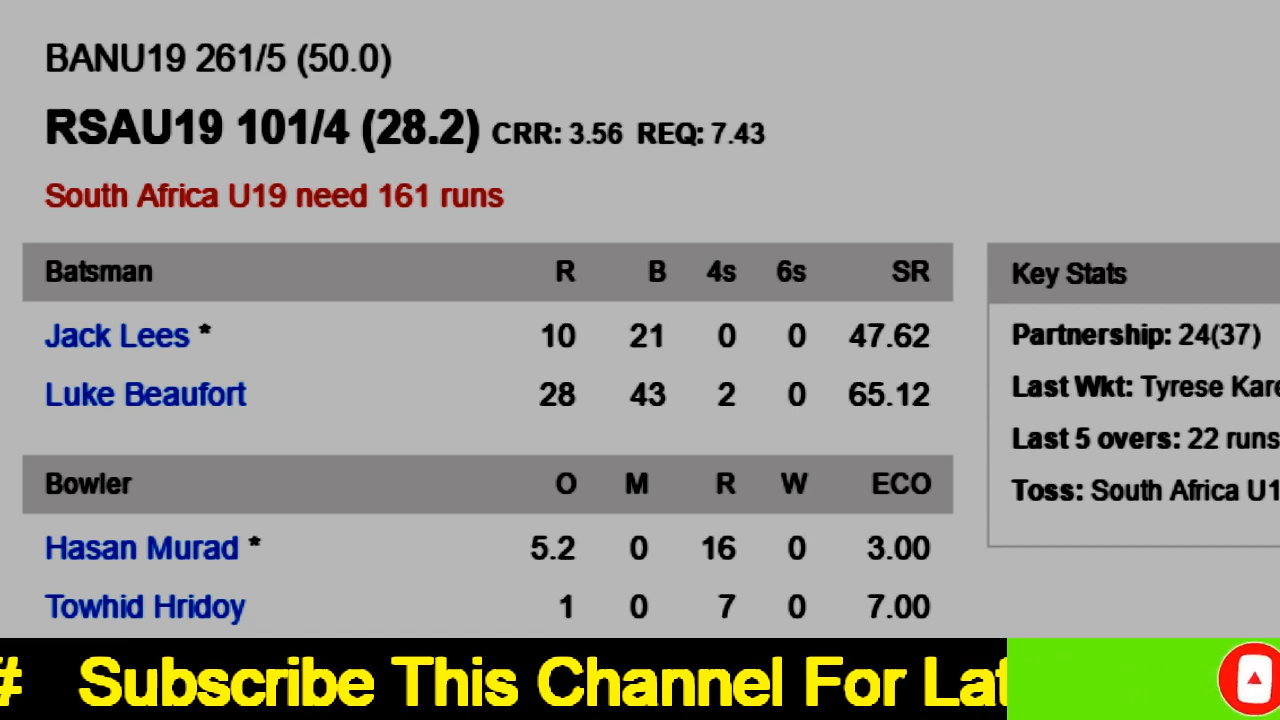 BANU19 261/5 (50.0)
RSAU19 101/4 (28.2) CRR: 3.56 REQ: 7.43
South Africa U19 need 161 runs
Batsman R B 4s 6s SR
Jack Lees * 10 21 0 0 47.62
Luke Beaufort 28 43 2 0 65.12
Bowler O M R W ECO
Hasan Murad * 5.2 0 16 0 3.00
Towhid Hridoy 1 0 7 0 7.00
Key Stats
Partnership: 24(37)
Last Wkt: Tyrese Kare
Last 5 overs: 22 runs
Toss: South Africa U1
# Subscribe This Channel For Lat